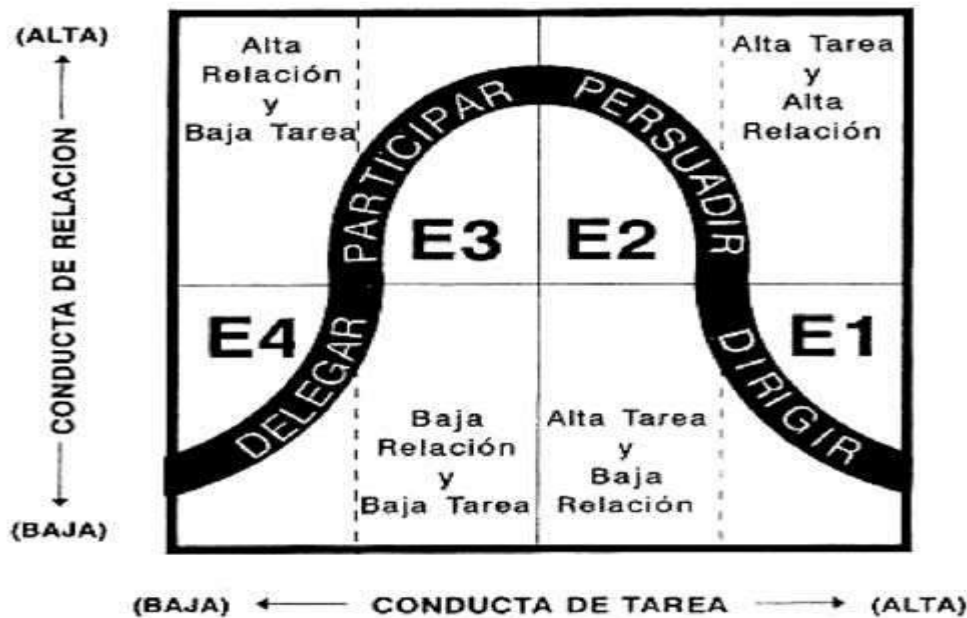 (ALTA)
CONDUCTA DE RELACION
(BAJA)
Alta
Relación
y
Baja Tarea
Alta Tarea
y
Alta
Relación
PARTICIPAR
PERSUADIR
E3
E2
E4
E1
DELEGAR
DIRIGIR
Baja
Relación
y
Baja Tarea
Alta Tarea
y
Baja
Relación
(BAJA) CONDUCTA DE TAREA (ALTA)